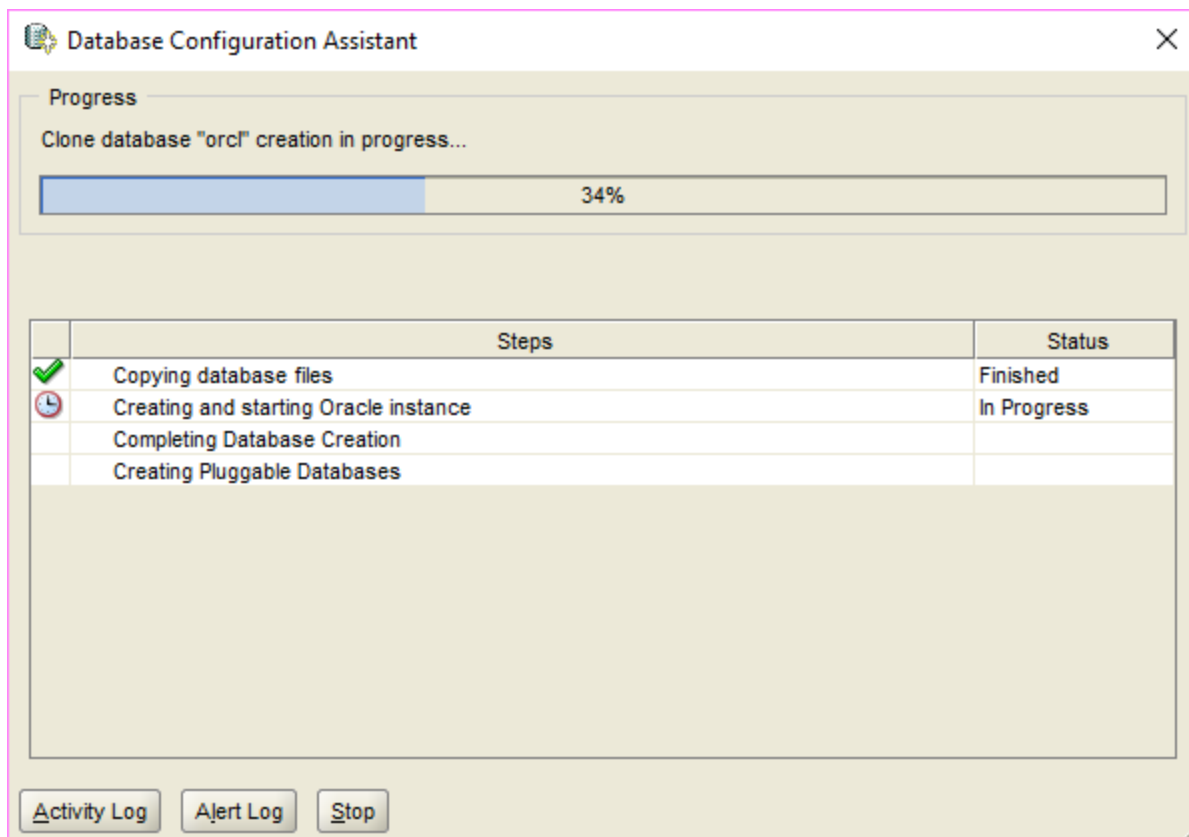 Database Configuration Assistant
Progress
Clone database "orcl" creation in progress...
34%
Steps Status
Copying database files Finished
Creating and starting Oracle instance In Progress
Completing Database Creation
Creating Pluggable Databases
Activity Log Alert Log Stop